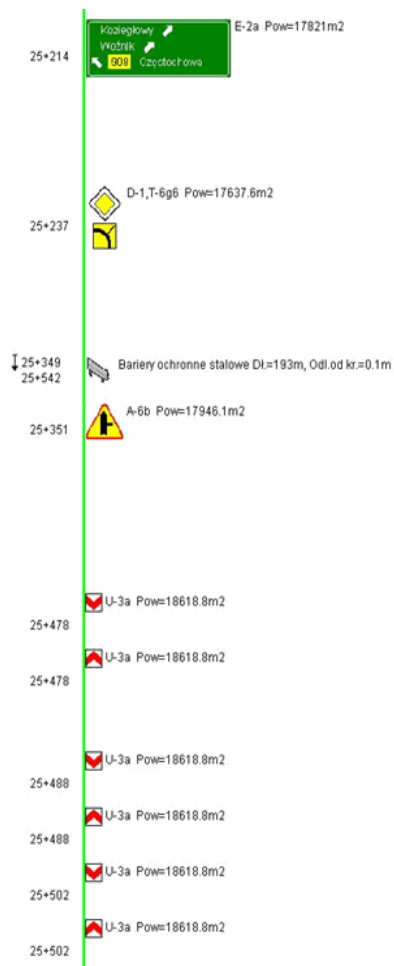 Koziegłowy
E-2a Pow=17821m2
Woźnik
25+214
908 Częstochowa
D-1,T-6g6 Pow=17637.6m2
25+237
25+349
Bariery ochronne stalowe Dł.=193m, Odl.od kr.=0.1m
25+542
A-6b Pow=17946.1m2
25+351
U-3a Pow=18618.8m2
25+478
U-3a Pow=18618.8m2
25+478
U-3a Pow=18618.8m2
25+488
U-3a Pow=18618.8m2
25+488
U-3a Pow=18618.8m2
25+502
U-3a Pow=18618.8m2
25+502